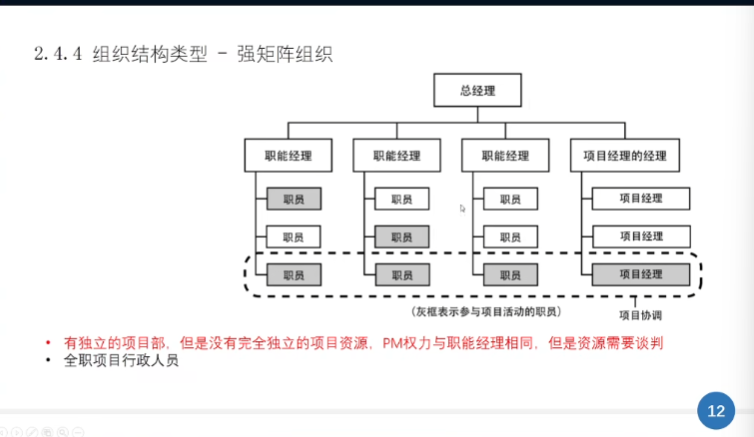 2.4.4 组织结构类型 - 强矩阵组织
总经理
职能经理 职能经理 职能经理 项目经理的经理
职员 职员 职员 项目经理
职员 职员 职员 项目经理
职员 职员 职员 项目经理
(灰框表示参与项目活动的职员) 项目协调
• 有独立的项目部，但是没有完全独立的项目资源，PM权力与职能经理相同，但是资源需要谈判
• 全职项目行政人员
12